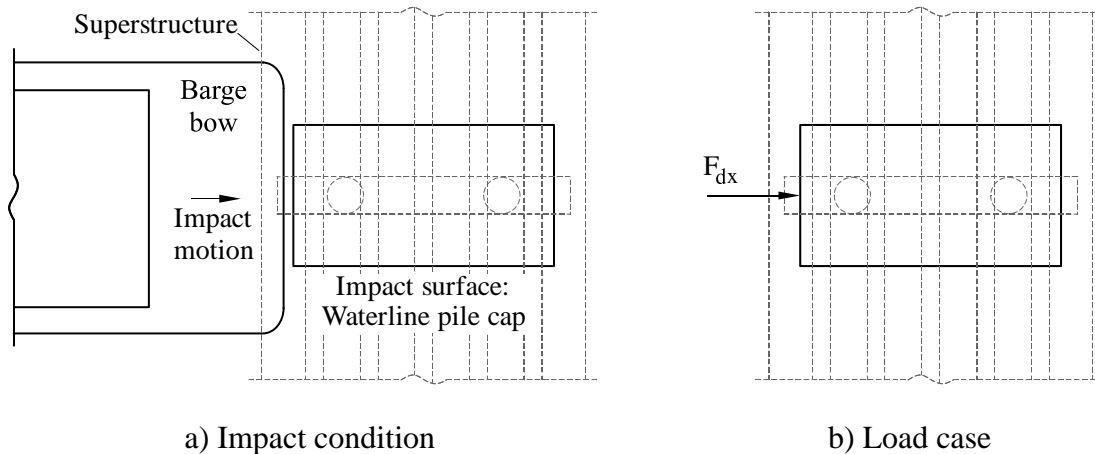 Superstructure
Barge
bow
Impact
motion
Impact surface:
Waterline pile cap
F_dx
a) Impact condition
b) Load case